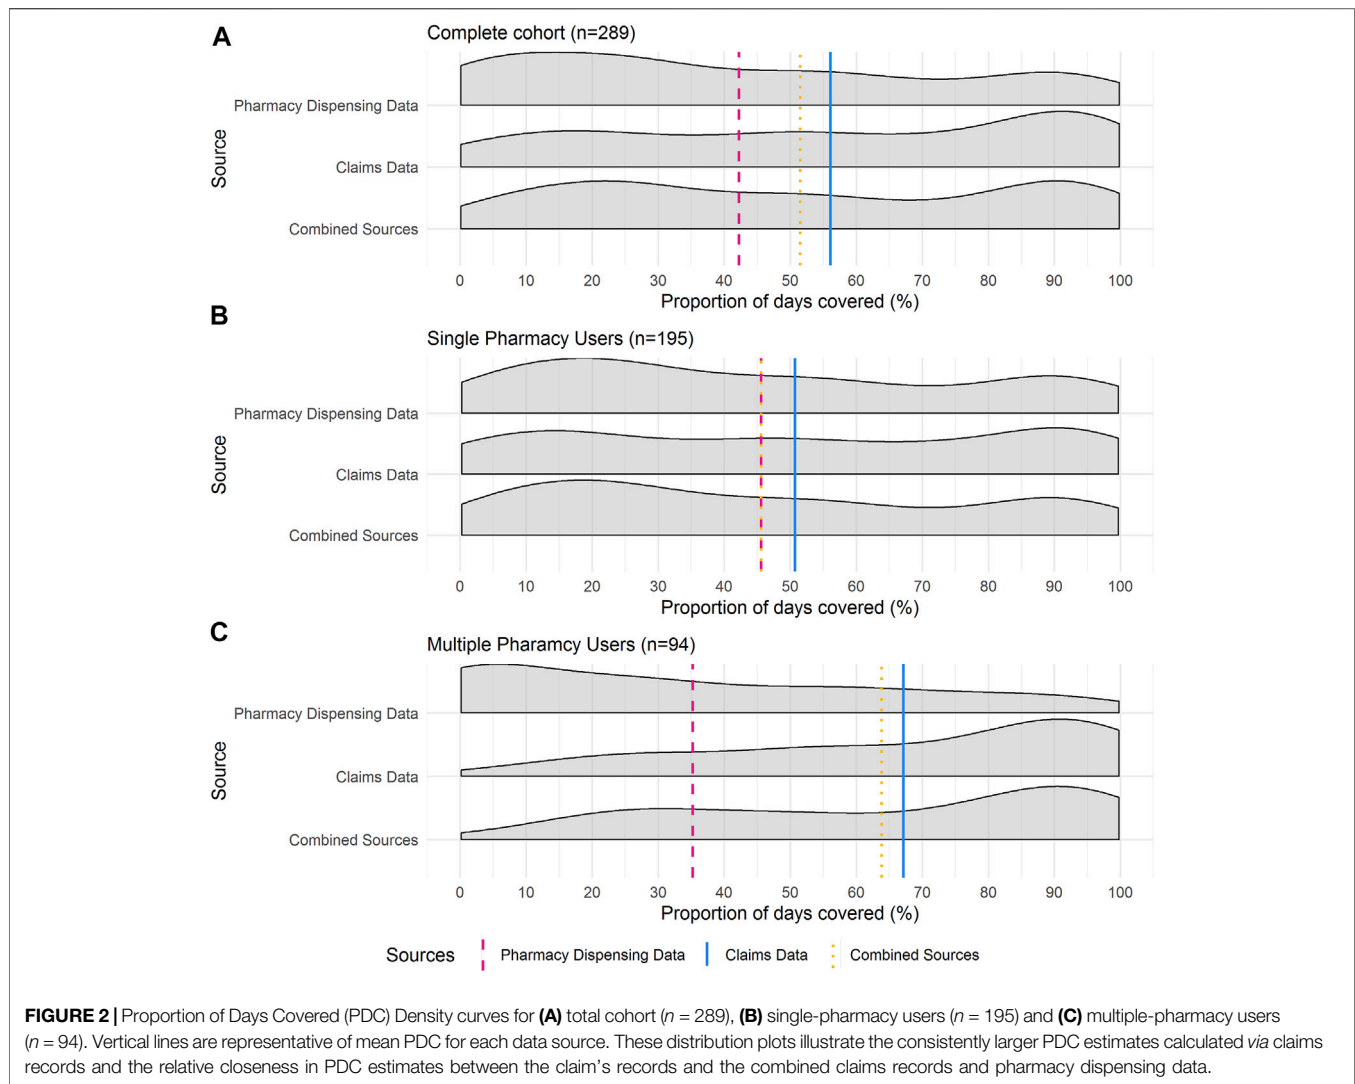 A
Complete cohort (n=289)
Pharmacy Dispensing Data
Claims Data
Combined Sources
Source
0 10 20 30 40 50 60 70 80 90 100
Proportion of days covered (%)
B
Single Pharmacy Users (n=195)
Pharmacy Dispensing Data
Claims Data
Combined Sources
Source
0 10 20 30 40 50 60 70 80 90 100
Proportion of days covered (%)
C
Multiple Pharamcy Users (n=94)
Pharmacy Dispensing Data
Claims Data
Combined Sources
Source
0 10 20 30 40 50 60 70 80 90 100
Proportion of days covered (%)
Sources Pharmacy Dispensing Data Claims Data Combined Sources
FIGURE 2 | Proportion of Days Covered (PDC) Density curves for (A) total cohort (n = 289), (B) single-pharmacy users (n = 195) and (C) multiple-pharmacy users
(n = 94). Vertical lines are representative of mean PDC for each data source. These distribution plots illustrate the consistently larger PDC estimates calculated via claims
records and the relative closeness in PDC estimates between the claim's records and the combined claims records and pharmacy dispensing data.